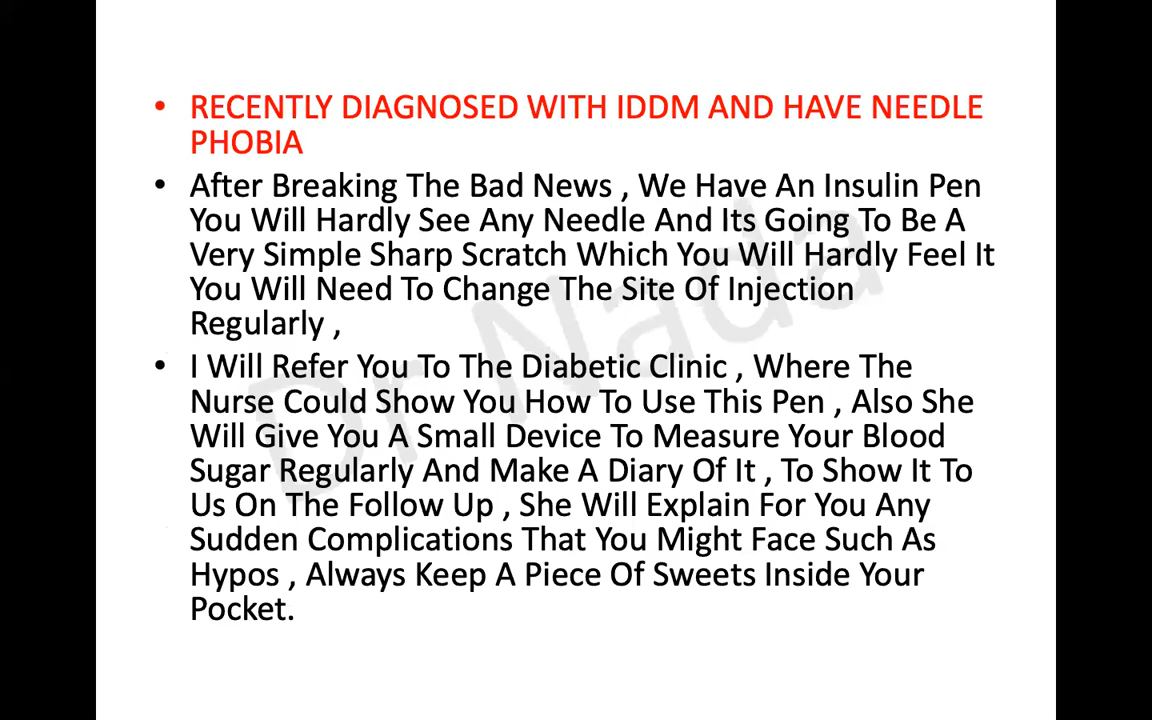 • RECENTLY DIAGNOSED WITH IDDM AND HAVE NEEDLE
PHOBIA
• After Breaking The Bad News , We Have An Insulin Pen
You Will Hardly See Any Needle And Its Going To Be A
Very Simple Sharp Scratch Which You Will Hardly Feel It
You Will Need To Change The Site Of Injection
Regularly ,
• I Will Refer You To The Diabetic Clinic , Where The
Nurse Could Show You How To Use This Pen , Also She
Will Give You A Small Device To Measure Your Blood
Sugar Regularly And Make A Diary Of It , To Show It To
Us On The Follow Up , She Will Explain For You Any
Sudden Complications That You Might Face Such As
Hypos , Always Keep A Piece Of Sweets Inside Your
Pocket.
Dr Nada